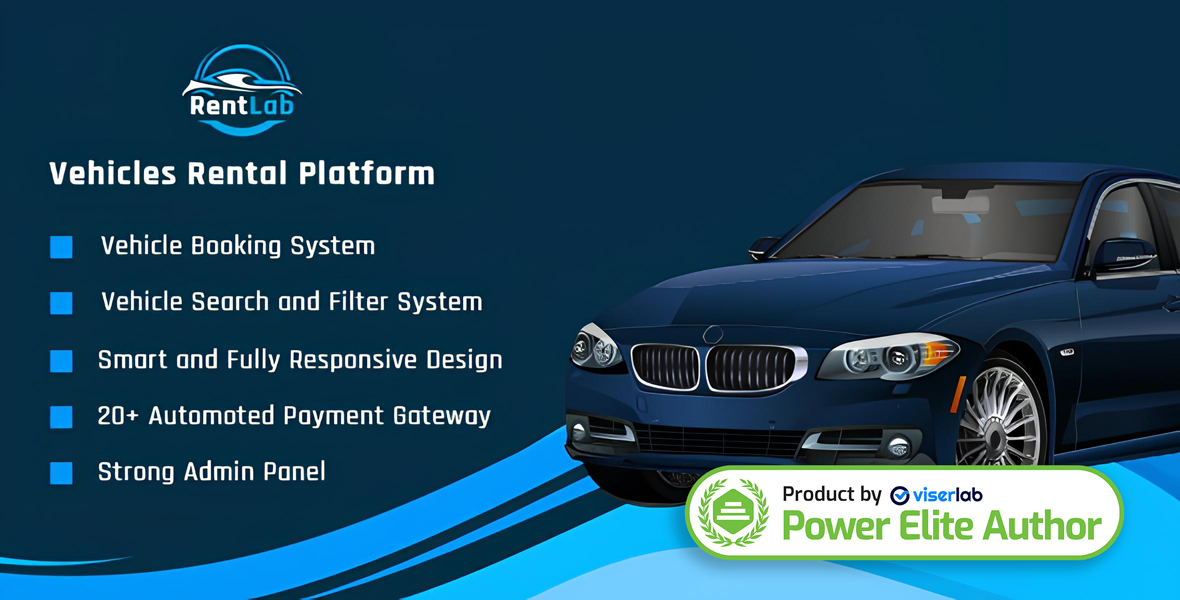 RentLab
Vehicles Rental Platform
Vehicle Booking System
Vehicle Search and Filter System
Smart and Fully Responsive Design
20+ Automoted Payment Gateway
Strong Admin Panel
Product by viserlab
Power Elite Author